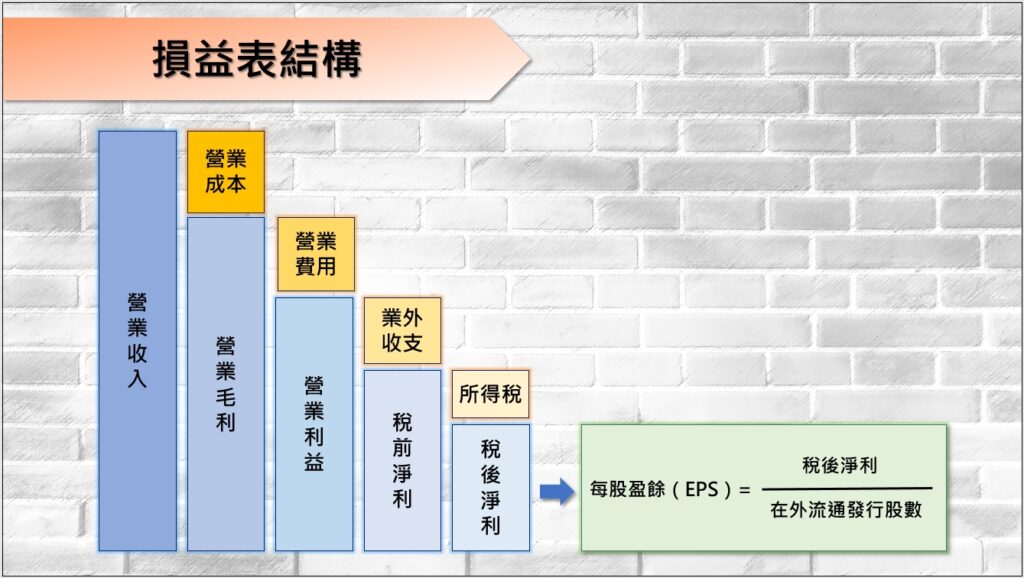 損益表結構
營業收入
營業
成本
營業毛利
營業
費用
營業利益
業外
收支
稅前淨利
所得稅
稅後淨利
每股盈餘（EPS）=
稅後淨利
在外流通發行股數